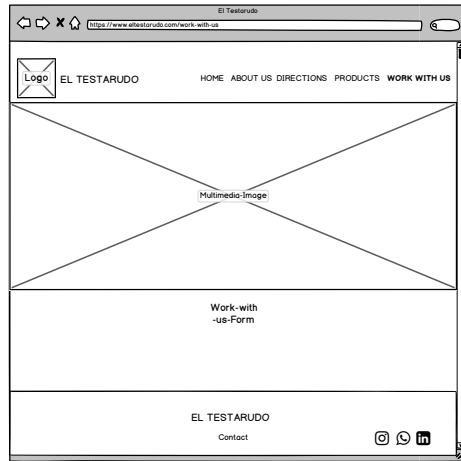 El Testarudo
https://www.eltestarudo.com/work-with-us
Logo
EL TESTARUDO
HOME ABOUT US DIRECTIONS PRODUCTS WORK WITH US
Multimedia-Image
Work-with
-us-Form
EL TESTARUDO
Contact
in